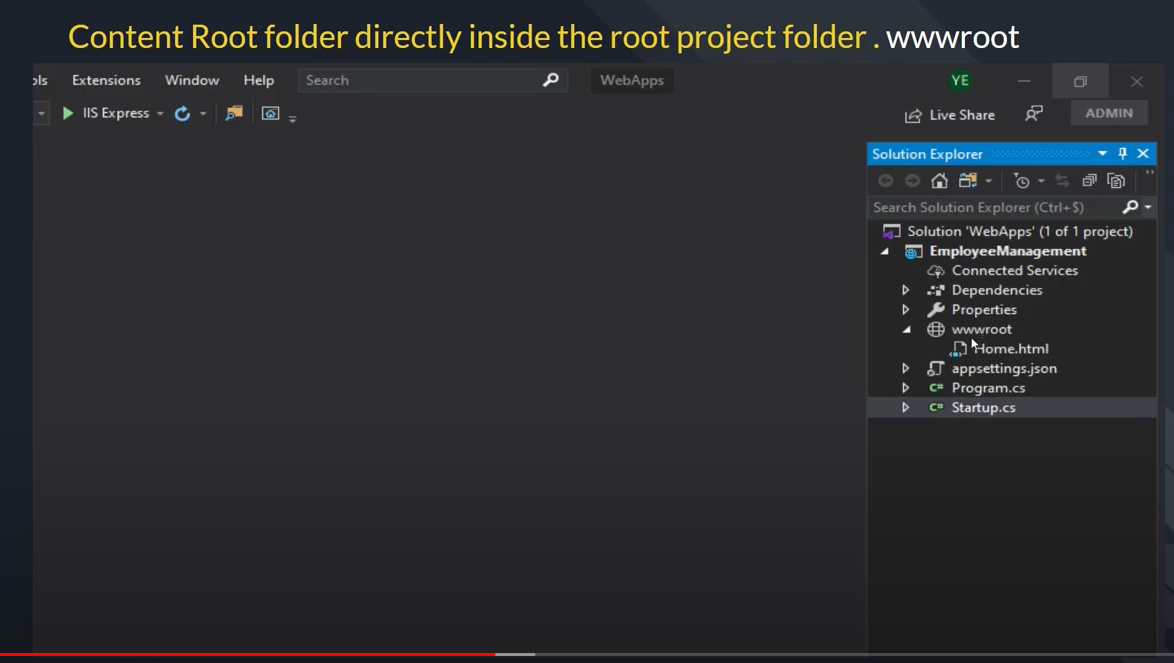 Content Root folder directly inside the root project folder . wwwroot
ols Extensions Window Help Search WebApps YE
IIS Express Live Share ADMIN
Solution Explorer
Search Solution Explorer (Ctrl+$)
Solution 'WebApps' (1 of 1 project)
EmployeeManagement
Connected Services
Dependencies
Properties
wwwroot
Home.html
appsettings.json
C# Program.cs
C# Startup.cs